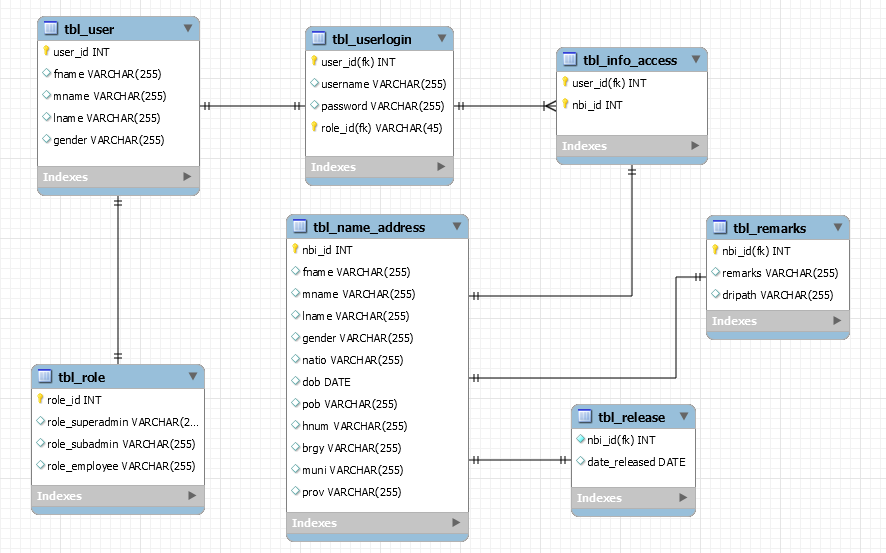 tbl_user
user_id INT
fname VARCHAR(255)
mname VARCHAR(255)
lname VARCHAR(255)
gender VARCHAR(255)
Indexes
tbl_userlogin
user_id(fk) INT
username VARCHAR(255)
password VARCHAR(255)
role_id(fk) VARCHAR(45)
Indexes
tbl_info_access
user_id(fk) INT
nbi_id INT
Indexes
tbl_name_address
nbi_id INT
fname VARCHAR(255)
mname VARCHAR(255)
lname VARCHAR(255)
gender VARCHAR(255)
natio VARCHAR(255)
dob DATE
pob VARCHAR(255)
hnum VARCHAR(255)
brgy VARCHAR(255)
muni VARCHAR(255)
prov VARCHAR(255)
Indexes
tbl_remarks
nbi_id(fk) INT
remarks VARCHAR(255)
dripath VARCHAR(255)
Indexes
tbl_role
role_id INT
role_superadmin VARCHAR(2...
role_subadmin VARCHAR(255)
role_employee VARCHAR(255)
Indexes
tbl_release
nbi_id(fk) INT
date_released DATE
Indexes